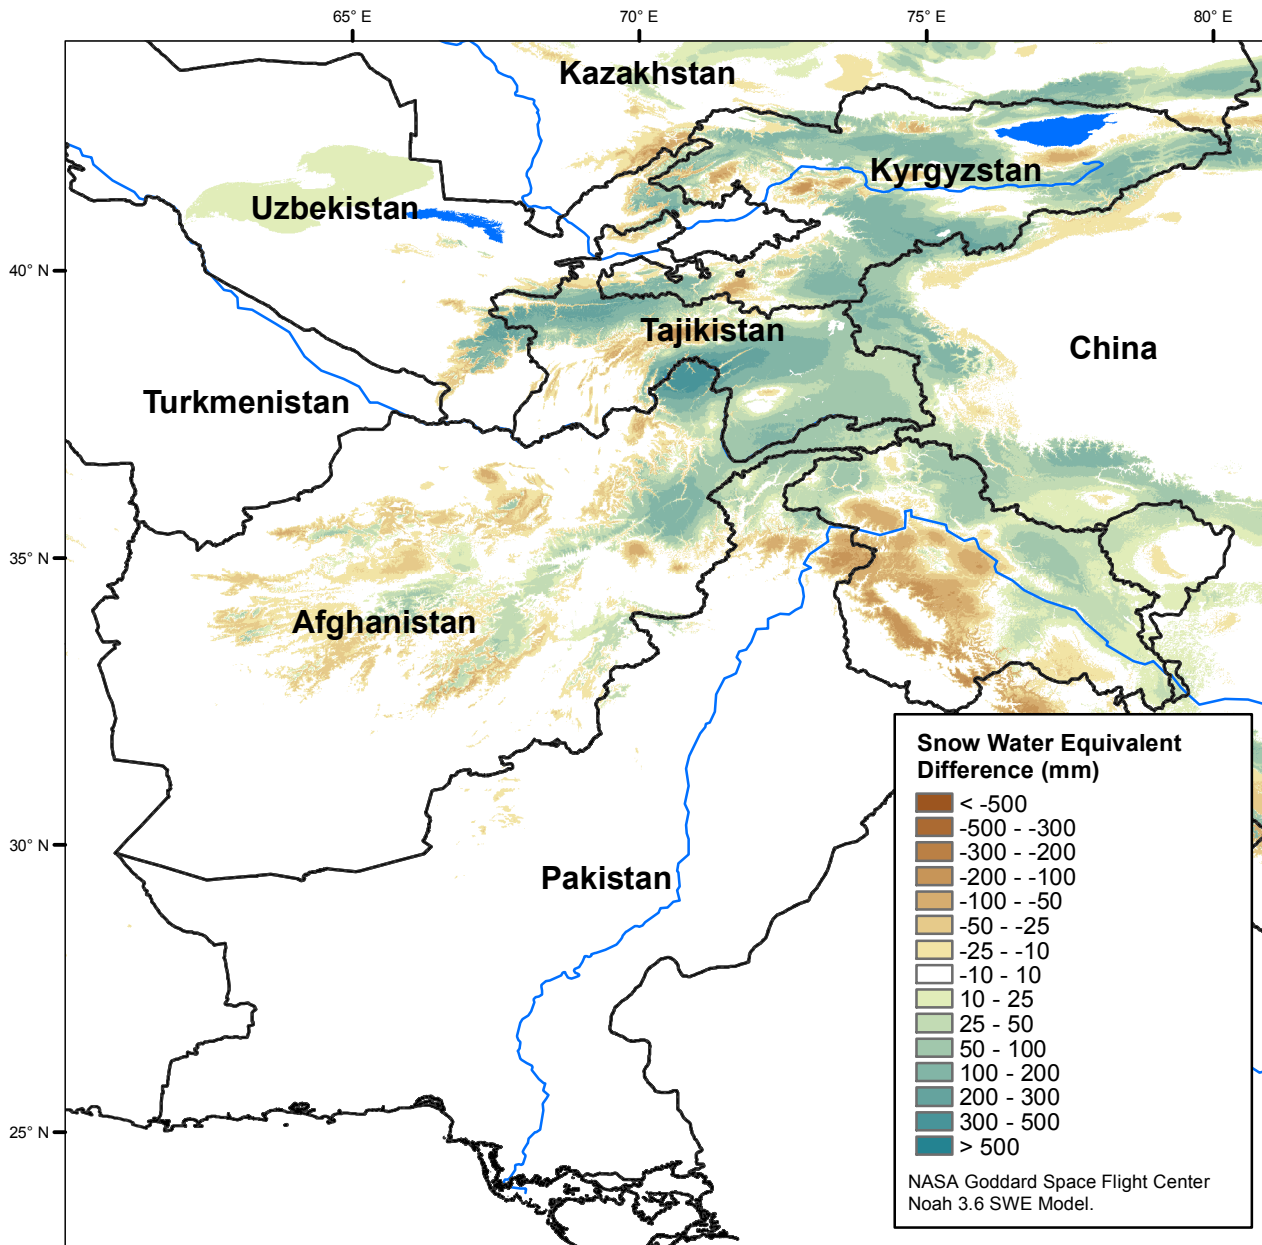 65° E
70° E
75° E
80° E
Kazakhstan
Kyrgyzstan
Uzbekistan
40° N
Tajikistan
China
Turkmenistan
35° N
Afghanistan
Snow Water Equivalent
Difference (mm)
< -500
-500 - -300
-300 - -200
-200 - -100
-100 - -50
-50 - -25
-25 - -10
-10 - 10
10 - 25
25 - 50
50 - 100
100 - 200
200 - 300
300 - 500
> 500
NASA Goddard Space Flight Center
Noah 3.6 SWE Model.
30° N
Pakistan
25° N